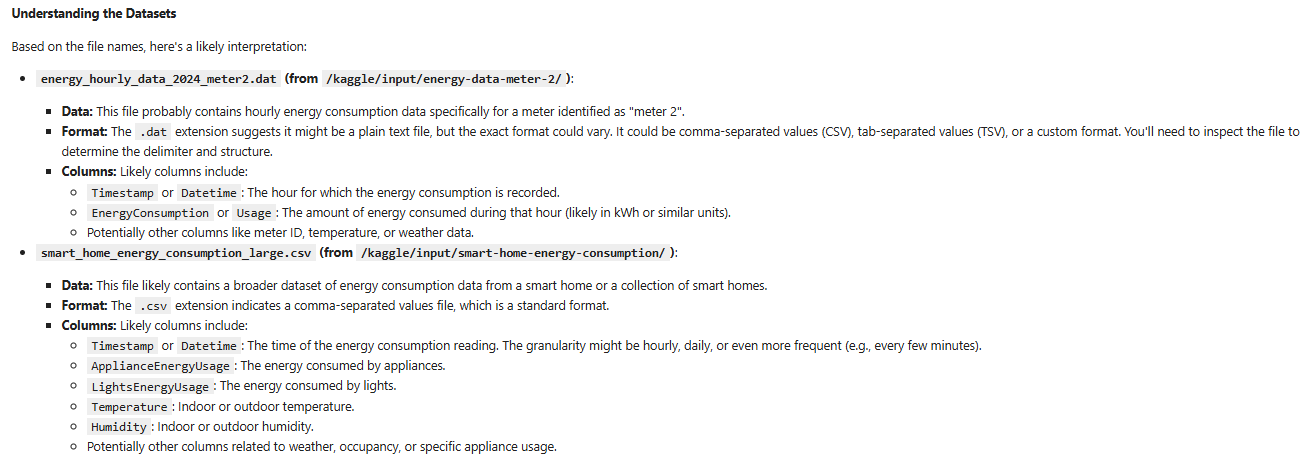 Understanding the Datasets
Based on the file names, here's a likely interpretation:
energy_hourly_data_2024_meter2.dat (from /kaggle/input/energy-data-meter-2/ ):
Data: This file probably contains hourly energy consumption data specifically for a meter identified as "meter 2".
Format: The .dat extension suggests it might be a plain text file, but the exact format could vary. It could be comma-separated values (CSV), tab-separated values (TSV), or a custom format. You'll need to inspect the file to
determine the delimiter and structure.
Columns: Likely columns include:
Timestamp or Datetime : The hour for which the energy consumption is recorded.
EnergyConsumption or Usage : The amount of energy consumed during that hour (likely in kWh or similar units).
Potentially other columns like meter ID, temperature, or weather data.
smart_home_energy_consumption_large.csv (from /kaggle/input/smart-home-energy-consumption/ ):
Data: This file likely contains a broader dataset of energy consumption data from a smart home or a collection of smart homes.
Format: The .csv extension indicates a comma-separated values file, which is a standard format.
Columns: Likely columns include:
Timestamp or Datetime : The time of the energy consumption reading. The granularity might be hourly, daily, or even more frequent (e.g., every few minutes).
ApplianceEnergyUsage : The energy consumed by appliances.
LightsEnergyUsage : The energy consumed by lights.
Temperature : Indoor or outdoor temperature.
Humidity : Indoor or outdoor humidity.
Potentially other columns related to weather, occupancy, or specific appliance usage.